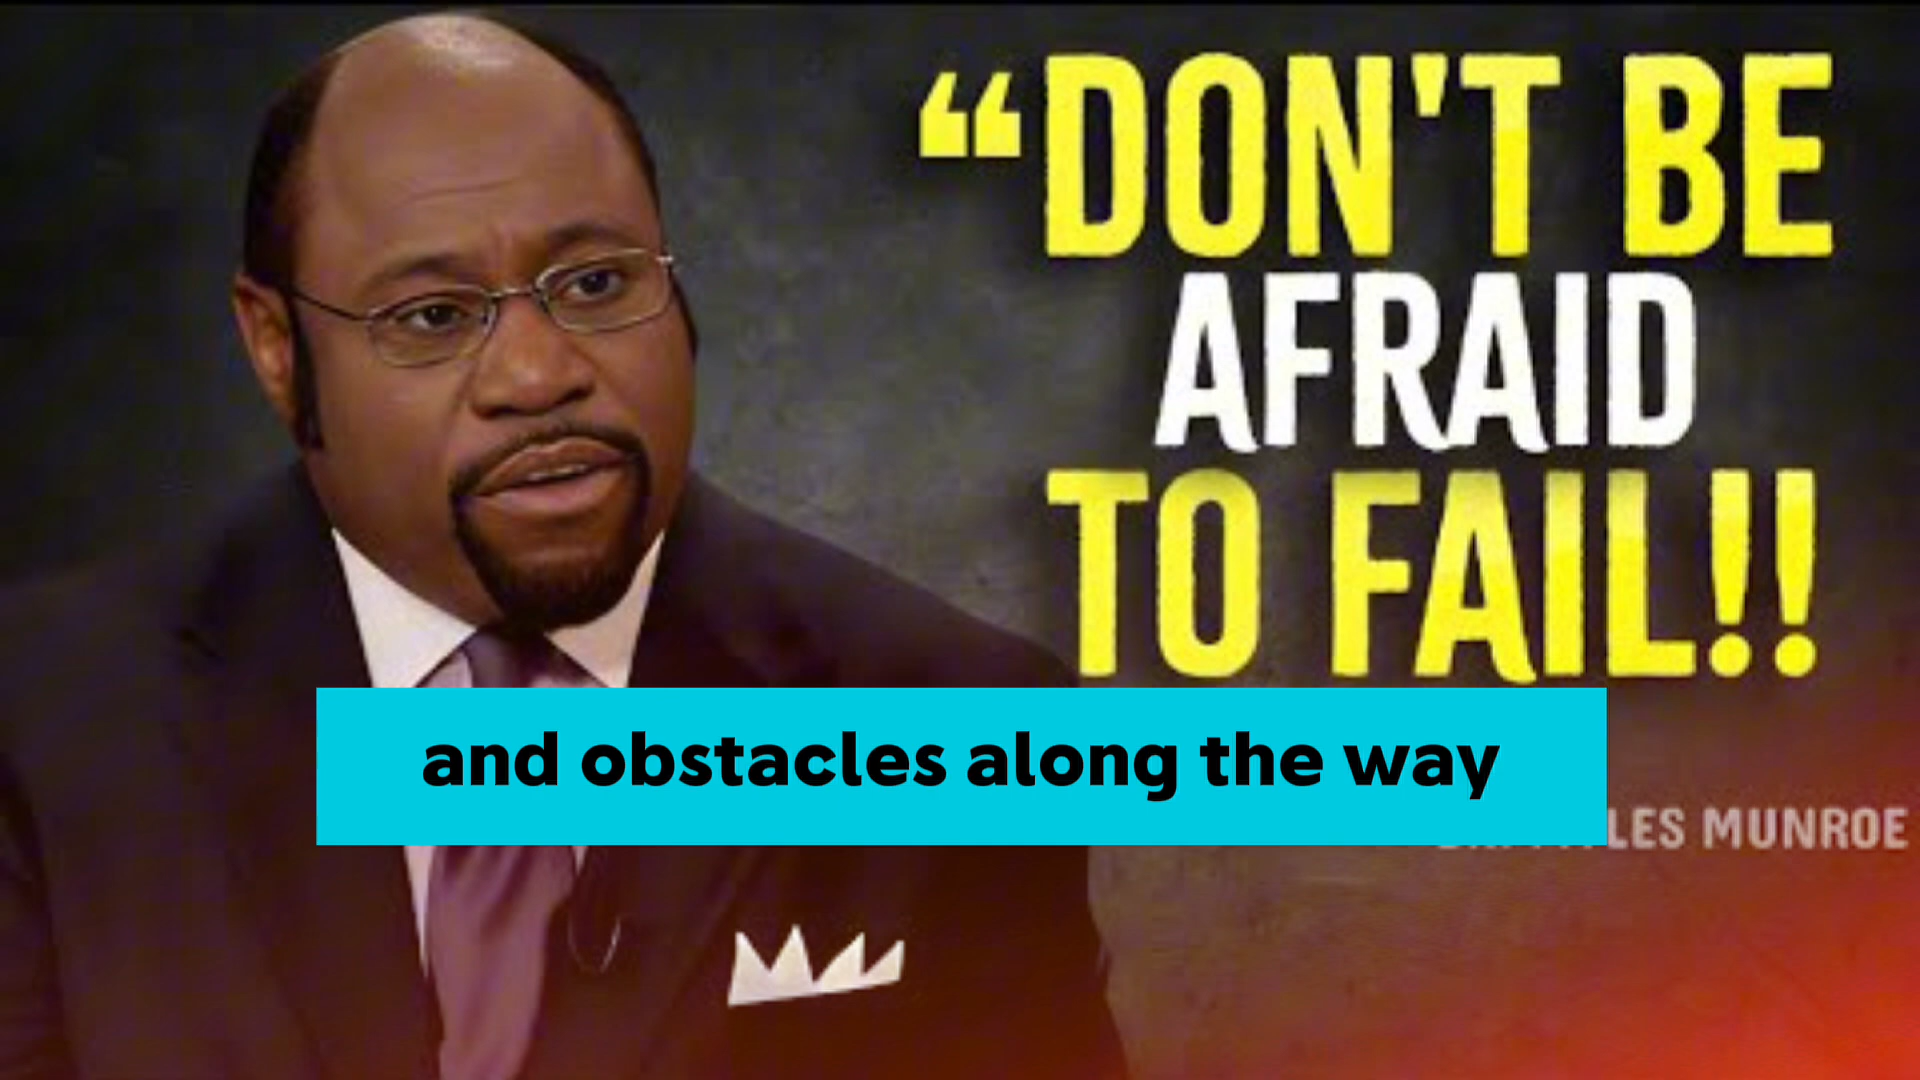 “DON'T BE
AFRAID
TO FAIL!!
and obstacles along the way
LES MUNROE